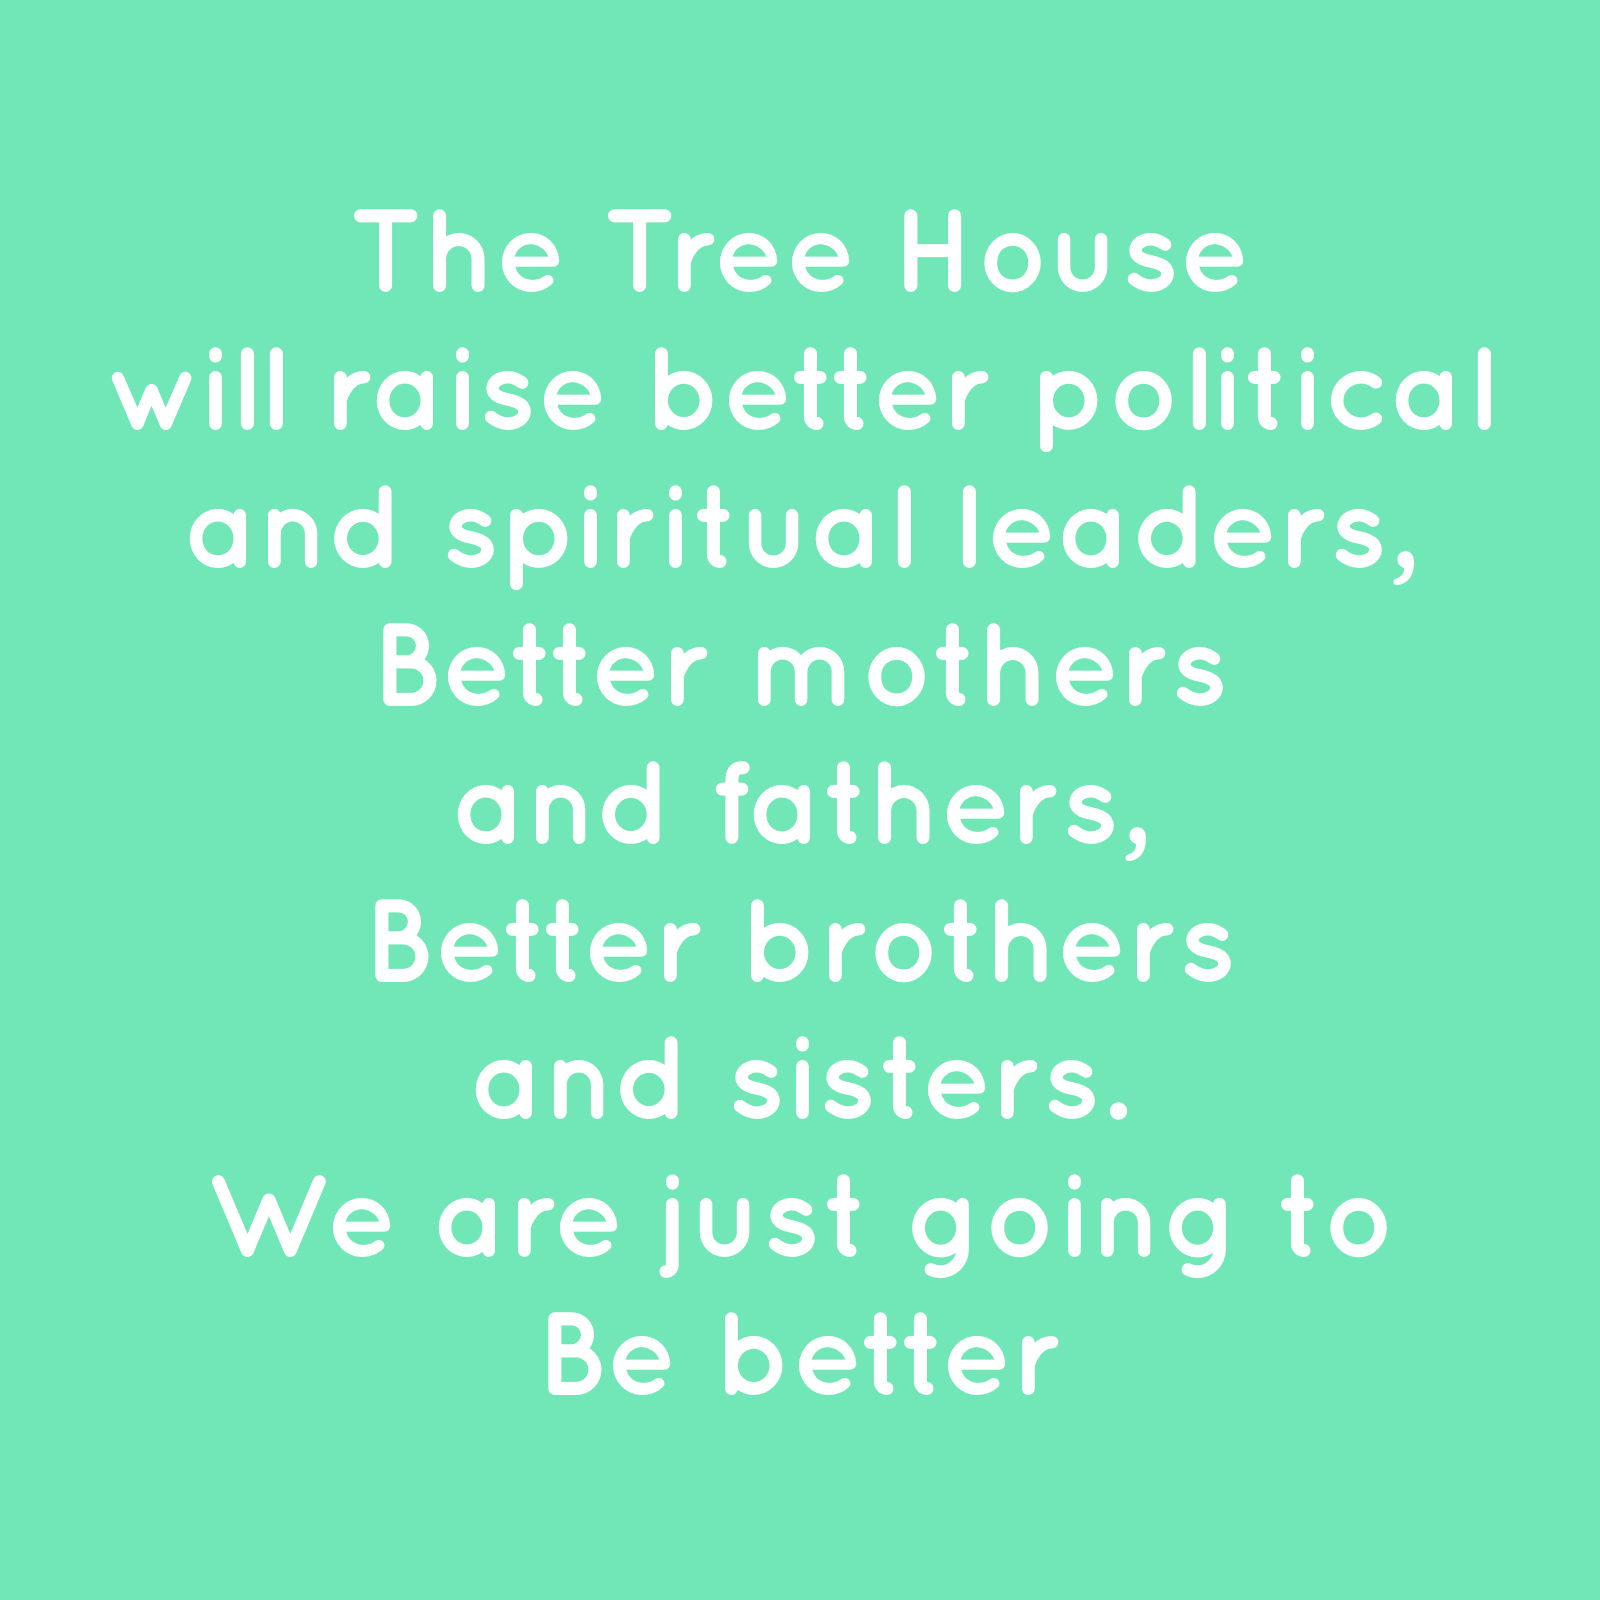 The Tree House
will raise better political
and spiritual leaders,
Better mothers
and fathers,
Better brothers
and sisters.
We are just going to
Be better